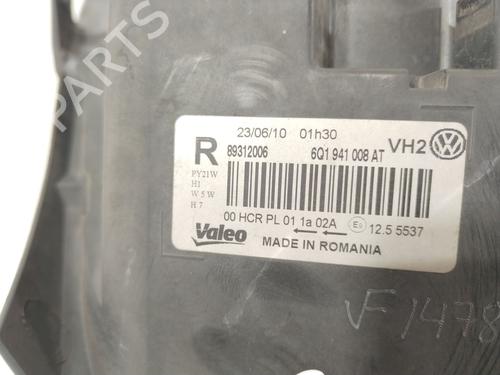 23/06/10 01h30
R 89312006 6Q1 941 008 AT VH2
PY21W
H1
W 5 W
H 7
00 HCR PL 01 1a 02A 12.5 5537
Valeo MADE IN ROMANIA
VF1478
B-PARTS